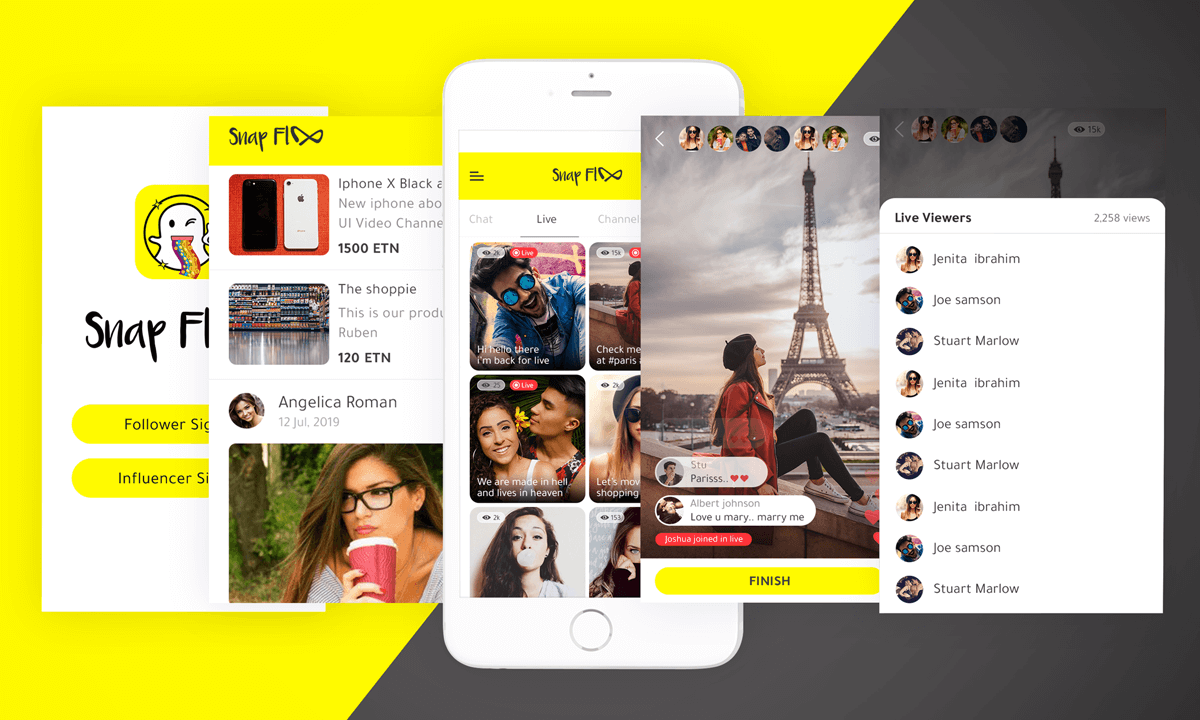 Snap Fl
Follower Sig
Influencer Si
Snap Fl
Iphone X Black a
New iphone abo
UI Video Channe
1500 ETN
The shoppie
This is our produ
Ruben
120 ETN
Angelica Roman
12 Jul, 2019
Snap Fl
Chat
Live
Channel
2k
Live
15k
Hi hello there
i'm back for live
Check me
at #paris a
25
Live
2k
We are made in hell
and lives in heaven
Let's mov
shopping
2k
153
Stu
Parisss..❤❤
Albert johnson
Love u mary.. marry me
Joshua joined in live
FINISH
15k
Live Viewers
2,258 views
Jenita ibrahim
Joe samson
Stuart Marlow
Jenita ibrahim
Joe samson
Stuart Marlow
Jenita ibrahim
Joe samson
Stuart Marlow